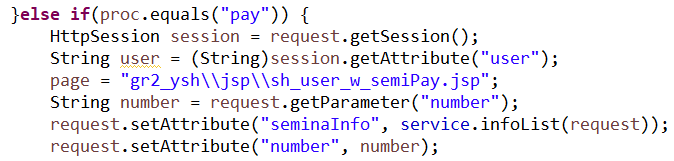 }else if(proc.equals("pay")) {
HttpSession session = request.getSession();
String user = (String)session.getAttribute("user");
page = "gr2_ysh\\jsp\\sh_user_w_semiPay.jsp";
String number = request.getParameter("number");
request.setAttribute("seminaInfo", service.infoList(request));
request.setAttribute("number", number);